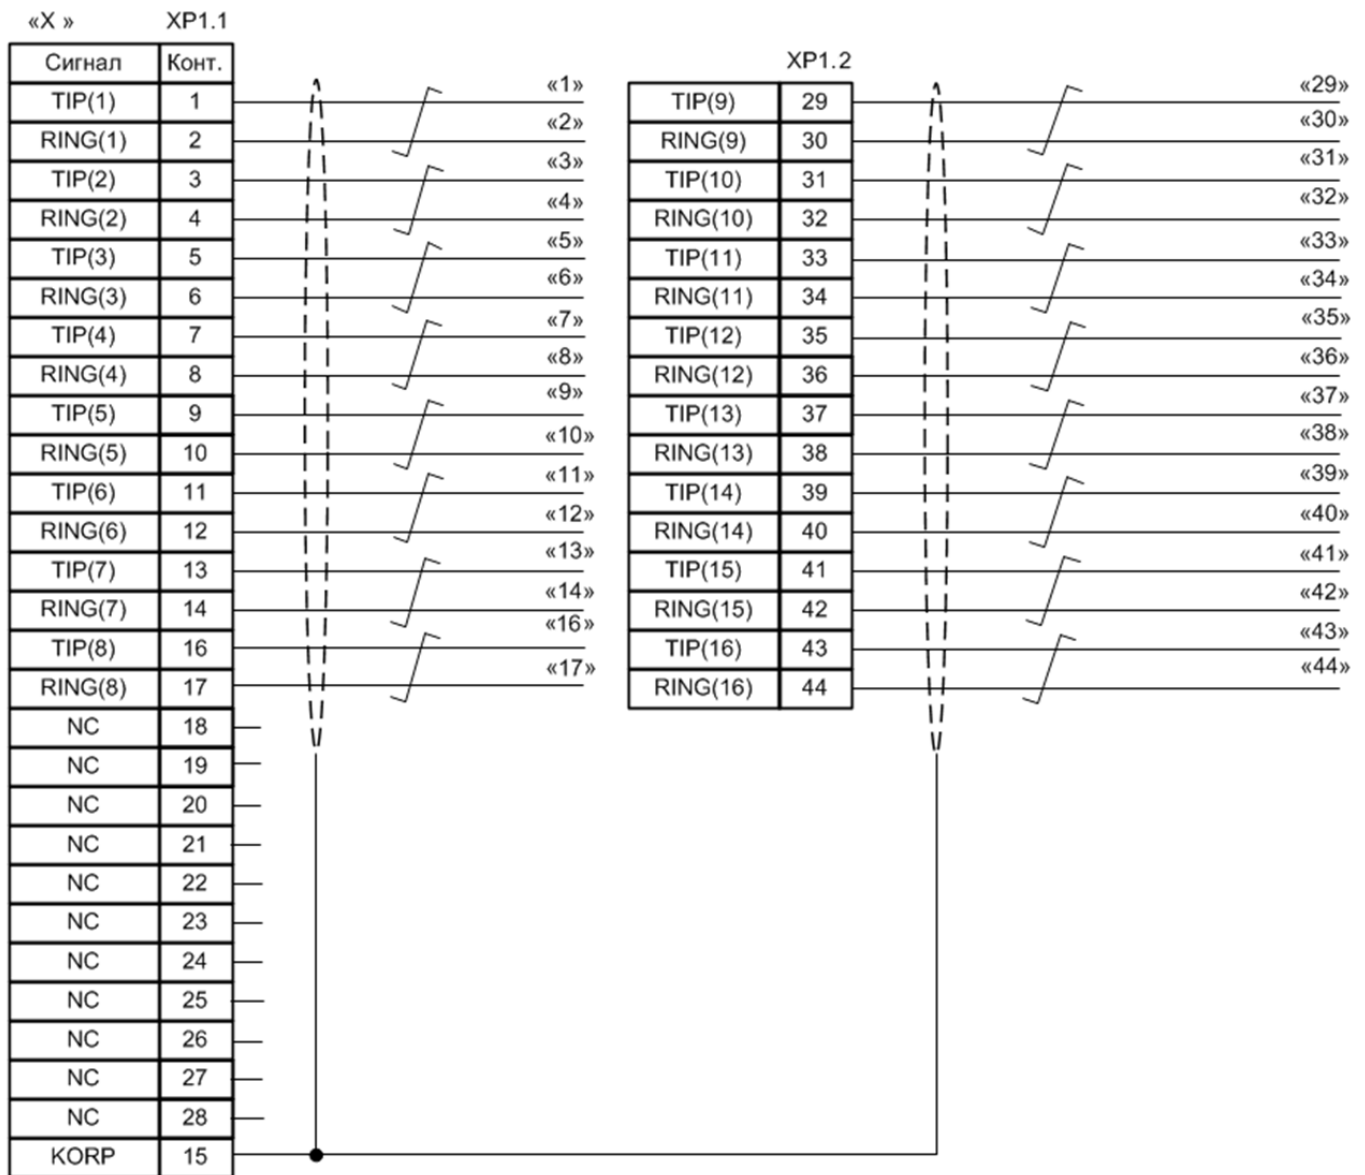 «X » XP1.1
Сигнал Конт.
TIP(1) 1 «1»
RING(1) 2 «2»
TIP(2) 3 «3»
RING(2) 4 «4»
TIP(3) 5 «5»
RING(3) 6 «6»
TIP(4) 7 «7»
RING(4) 8 «8»
TIP(5) 9 «9»
RING(5) 10 «10»
TIP(6) 11 «11»
RING(6) 12 «12»
TIP(7) 13 «13»
RING(7) 14 «14»
TIP(8) 16 «16»
RING(8) 17 «17»
NC 18
NC 19
NC 20
NC 21
NC 22
NC 23
NC 24
NC 25
NC 26
NC 27
NC 28
KORP 15
XP1.2
TIP(9) 29 «29»
RING(9) 30 «30»
TIP(10) 31 «31»
RING(10) 32 «32»
TIP(11) 33 «33»
RING(11) 34 «34»
TIP(12) 35 «35»
RING(12) 36 «36»
TIP(13) 37 «37»
RING(13) 38 «38»
TIP(14) 39 «39»
RING(14) 40 «40»
TIP(15) 41 «41»
RING(15) 42 «42»
TIP(16) 43 «43»
RING(16) 44 «44»